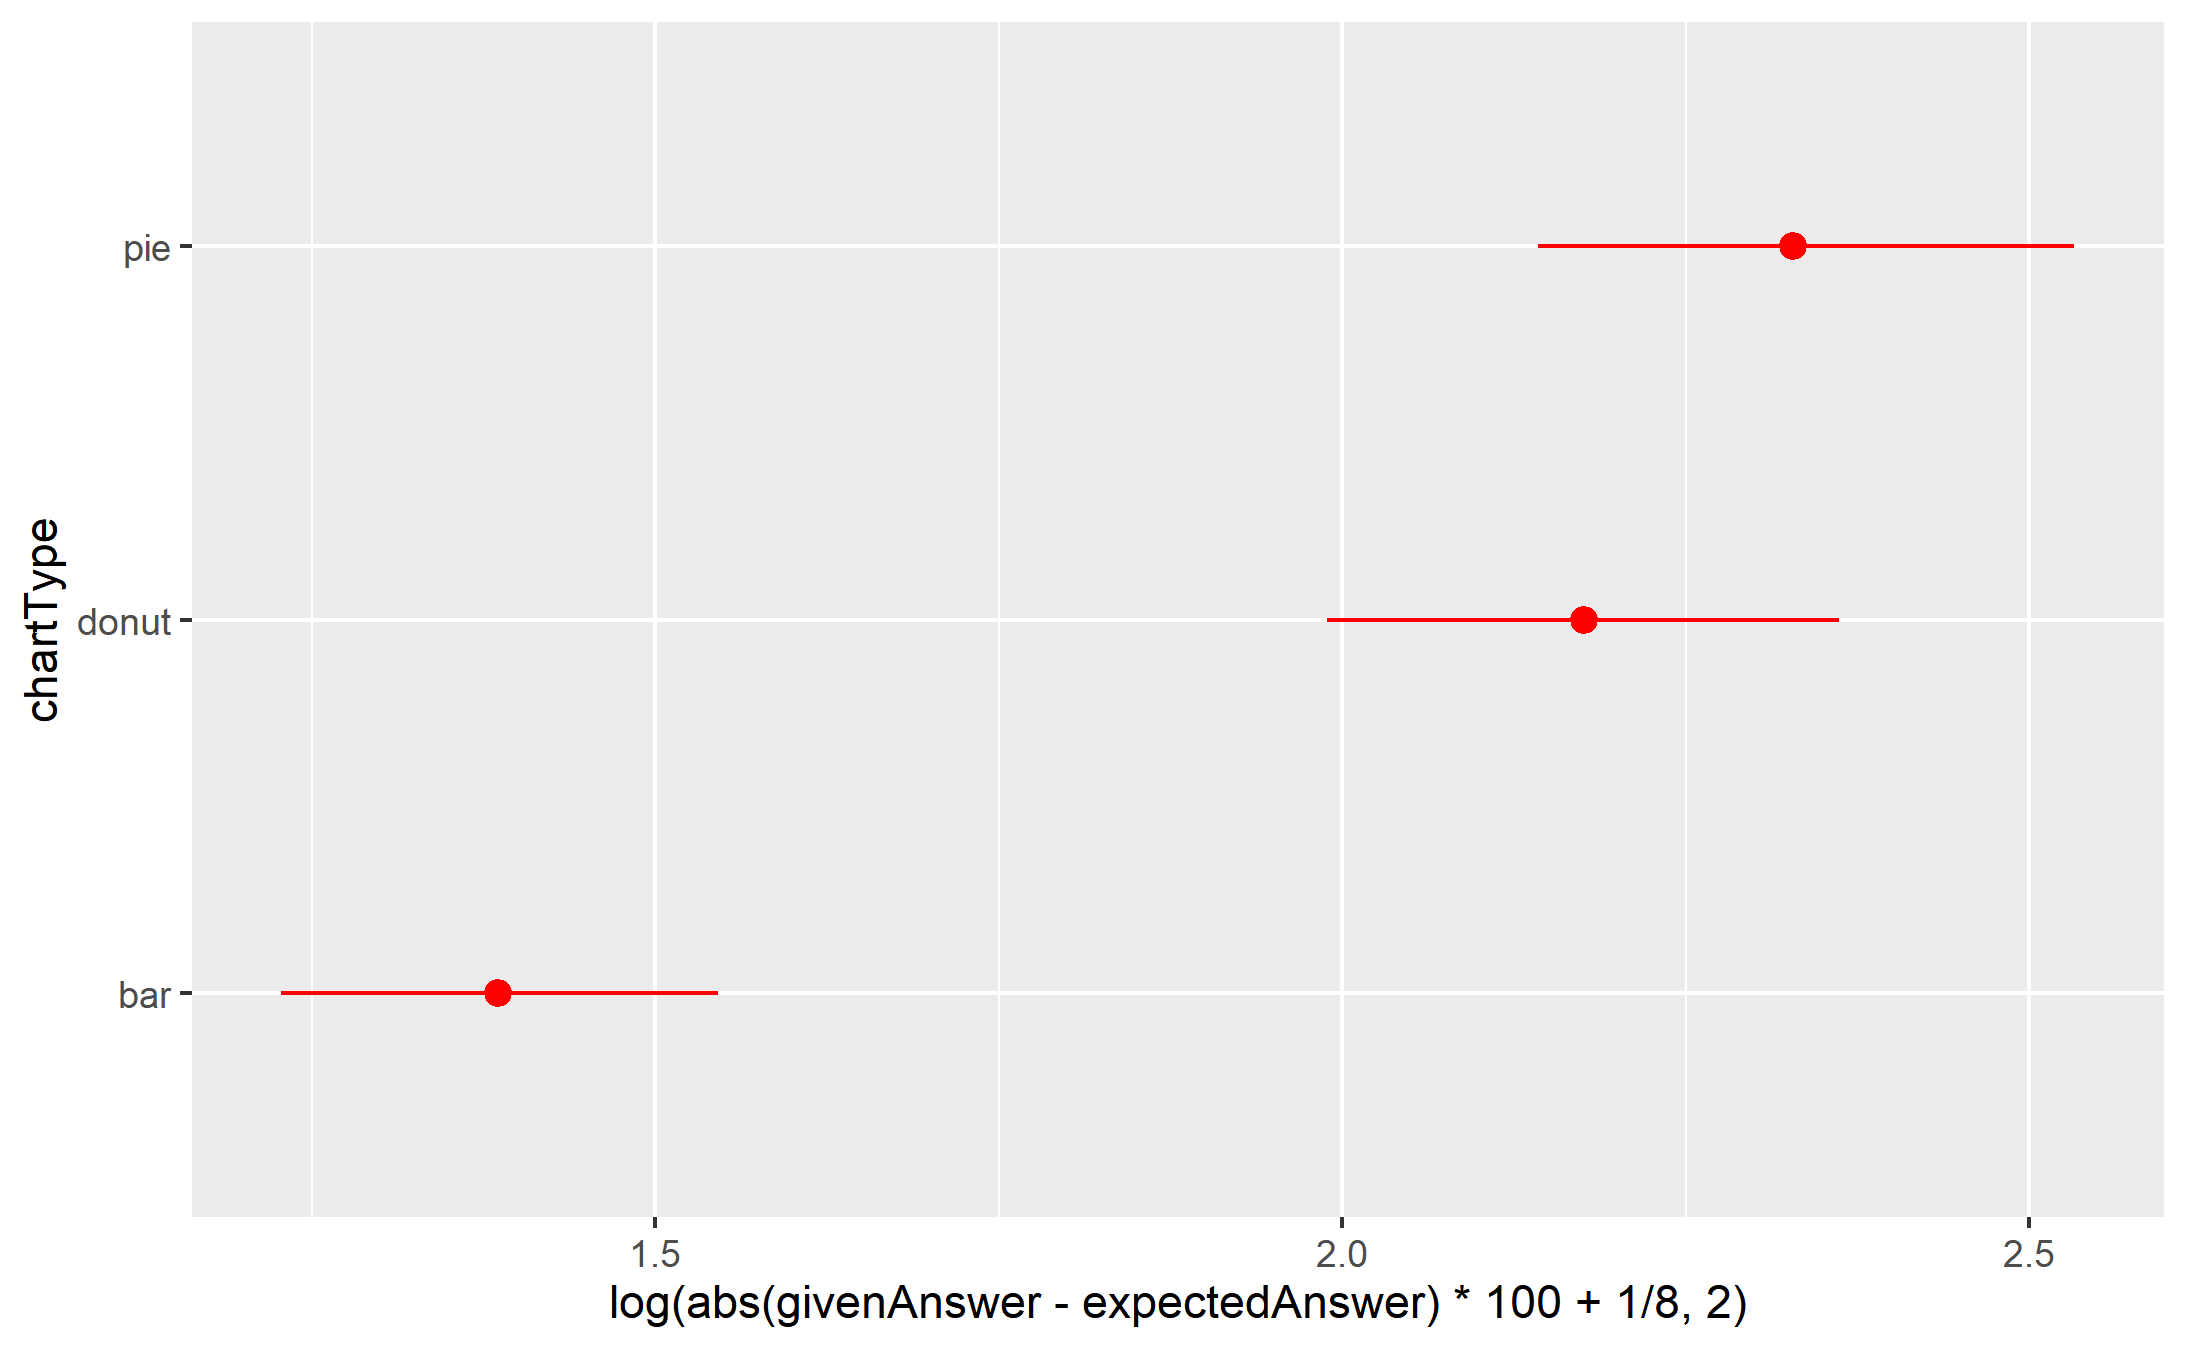 chartType
pie
donut
bar
1.5
2.0
2.5
log(abs(givenAnswer - expectedAnswer) * 100 + 1/8, 2)